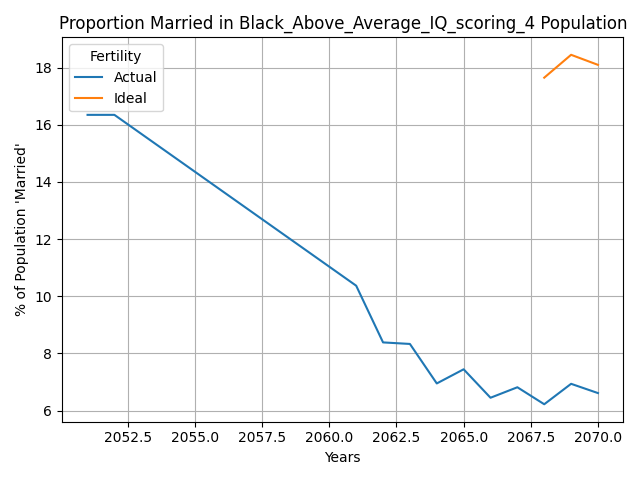 Proportion Married in Black_Above_Average_IQ_scoring_4 Population
Fertility
Actual
Ideal
% of Population 'Married'
18
16
14
12
10
8
6
2052.5 2055.0 2057.5 2060.0 2062.5 2065.0 2067.5 2070.0
Years